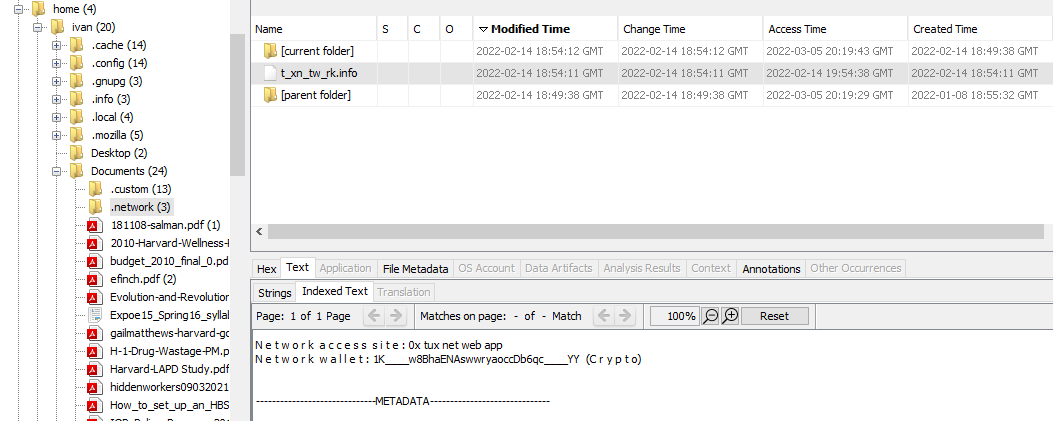 home (4)
ivan (20)
.cache (14)
.config (14)
.gnupg (3)
.info (3)
.local (4)
.mozilla (5)
Desktop (2)
Documents (24)
.custom (13)
.network (3)
181108-salman.pdf (1)
2010-Harvard-Wellness-
budget_2010_final_0.pd
efinch.pdf (2)
Evolution-and-Revolution
Expoe15_Spring16_syllal
gailmatthews-harvard-go
H-1-Drug-Wastage-PM.p
Harvard-LAPD Study.pdf
hiddenworkers09032021
How_to_set_up_an_HBS
Name S C O Modified Time Change Time Access Time Created Time
[current folder] 2022-02-14 18:54:12 GMT 2022-02-14 18:54:12 GMT 2022-03-05 20:19:43 GMT 2022-02-14 18:49:38 GMT
t_xn_tw_rk.info 2022-02-14 18:54:11 GMT 2022-02-14 18:54:11 GMT 2022-02-14 19:54:38 GMT 2022-02-14 18:54:11 GMT
[parent folder] 2022-02-14 18:49:38 GMT 2022-02-14 18:49:38 GMT 2022-03-05 20:19:29 GMT 2022-01-08 18:55:32 GMT
Hex Text Application File Metadata OS Account Data Artifacts Analysis Results Context Annotations Other Occurrences
Strings Indexed Text Translation
Page: 1 of 1 Page Matches on page: - of - Match 100% Reset
Network access site: 0x tux net web app
Network wallet: 1K____w8BhaENAswwryaoccDb6qc____YY (Crypto)
------------------------------METADATA------------------------------